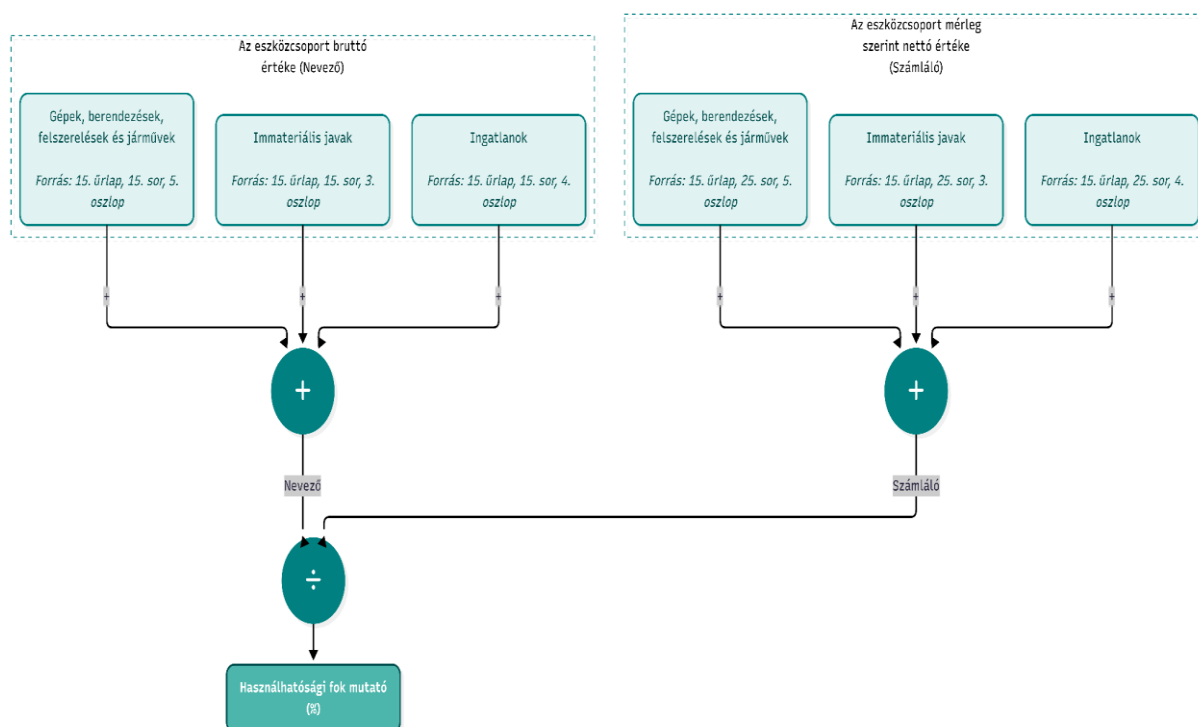 Az eszközcsoport bruttó
értéke (Nevező)
Gépek, berendezések,
felszerelések és járművek
Forrás: 15. űrlap, 15. sor, 5.
oszlop
Immateriális javak
Forrás: 15. űrlap, 15. sor, 3.
oszlop
Ingatlanok
Forrás: 15. űrlap, 15. sor, 4.
oszlop
Az eszközcsoport mérleg
szerint nettó értéke
(Számláló)
Gépek, berendezések,
felszerelések és járművek
Forrás: 15. űrlap, 25. sor, 5.
oszlop
Immateriális javak
Forrás: 15. űrlap, 25. sor, 3.
oszlop
Ingatlanok
Forrás: 15. űrlap, 25. sor, 4.
oszlop
+
+
+
+
+
+
+
+
Nevező
Számláló
÷
Használhatósági fok mutató
(%)